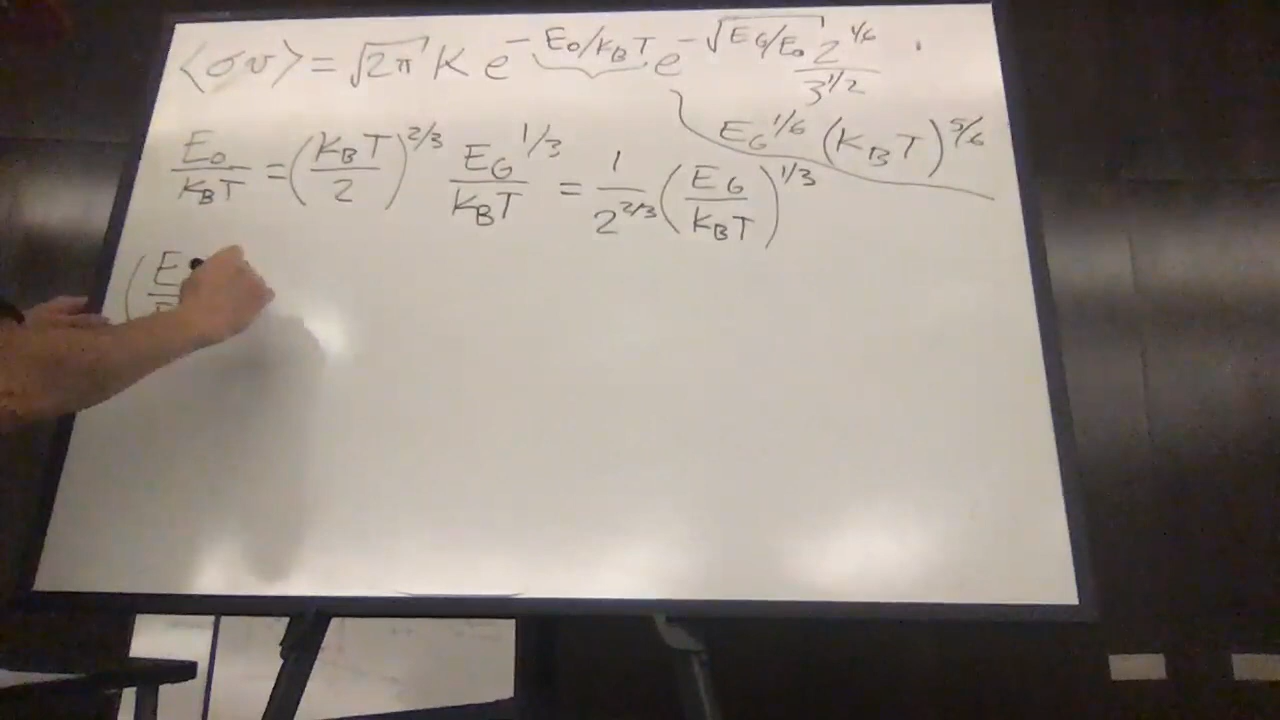 ⟨σv⟩ = √2π K e^{-E₀/k_BT} e^{-√E_G/E₀} 2^{1/6}/3^{1/2} ·
E_G^{1/6} (k_BT)^{5/6}
E₀/k_BT = (k_BT/2)^{2/3} E_G^{1/3}/k_BT = 1/2^{2/3} (E_G/k_BT)^{1/3}
(E